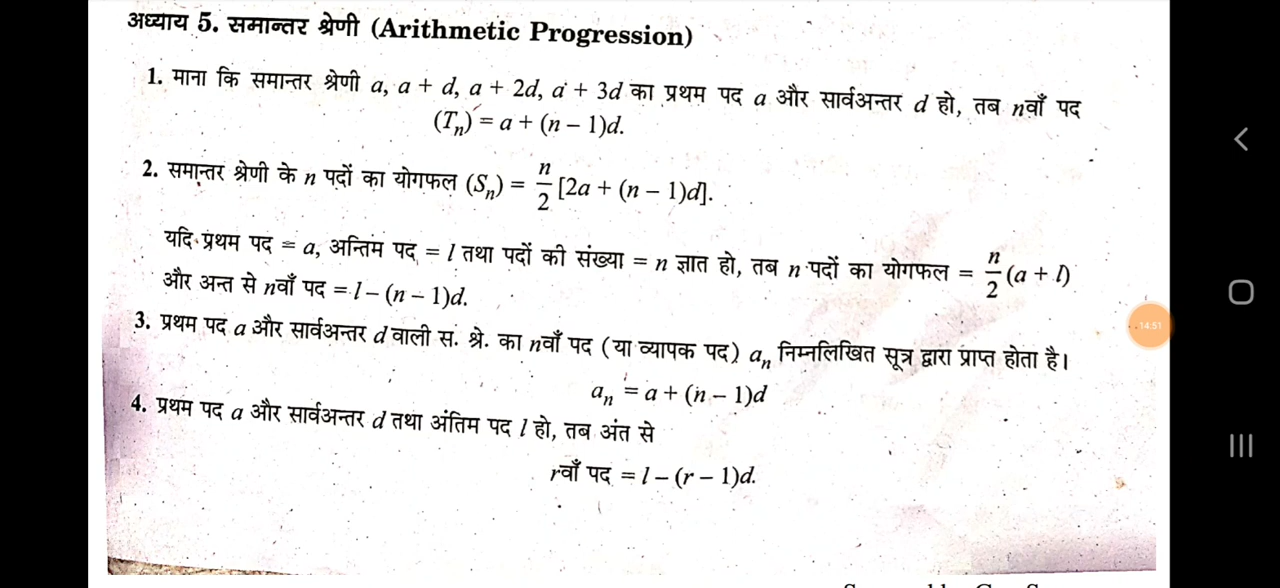 अध्याय 5. समान्तर श्रेणी (Arithmetic Progression)
1. माना कि समान्तर श्रेणी a, a + d, a + 2d, a + 3d का प्रथम पद a और सार्वअन्तर d हो, तब nवाँ पद
(Tn) = a + (n – 1)d.
2. समान्तर श्रेणी के n पदों का योगफल (Sn) = n/2 [2a + (n – 1)d].
यदि प्रथम पद = a, अन्तिम पद = l तथा पदों की संख्या = n ज्ञात हो, तब n पदों का योगफल = n/2 (a + l)
और अन्त से nवाँ पद = l – (n – 1)d.
3. प्रथम पद a और सार्वअन्तर d वाली स. श्रे. का nवाँ पद (या व्यापक पद) an निम्नलिखित सूत्र द्वारा प्राप्त होता है।
an = a + (n – 1)d
4. प्रथम पद a और सार्वअन्तर d तथा अंतिम पद l हो, तब अंत से
rवाँ पद = l – (r – 1)d.
14:51